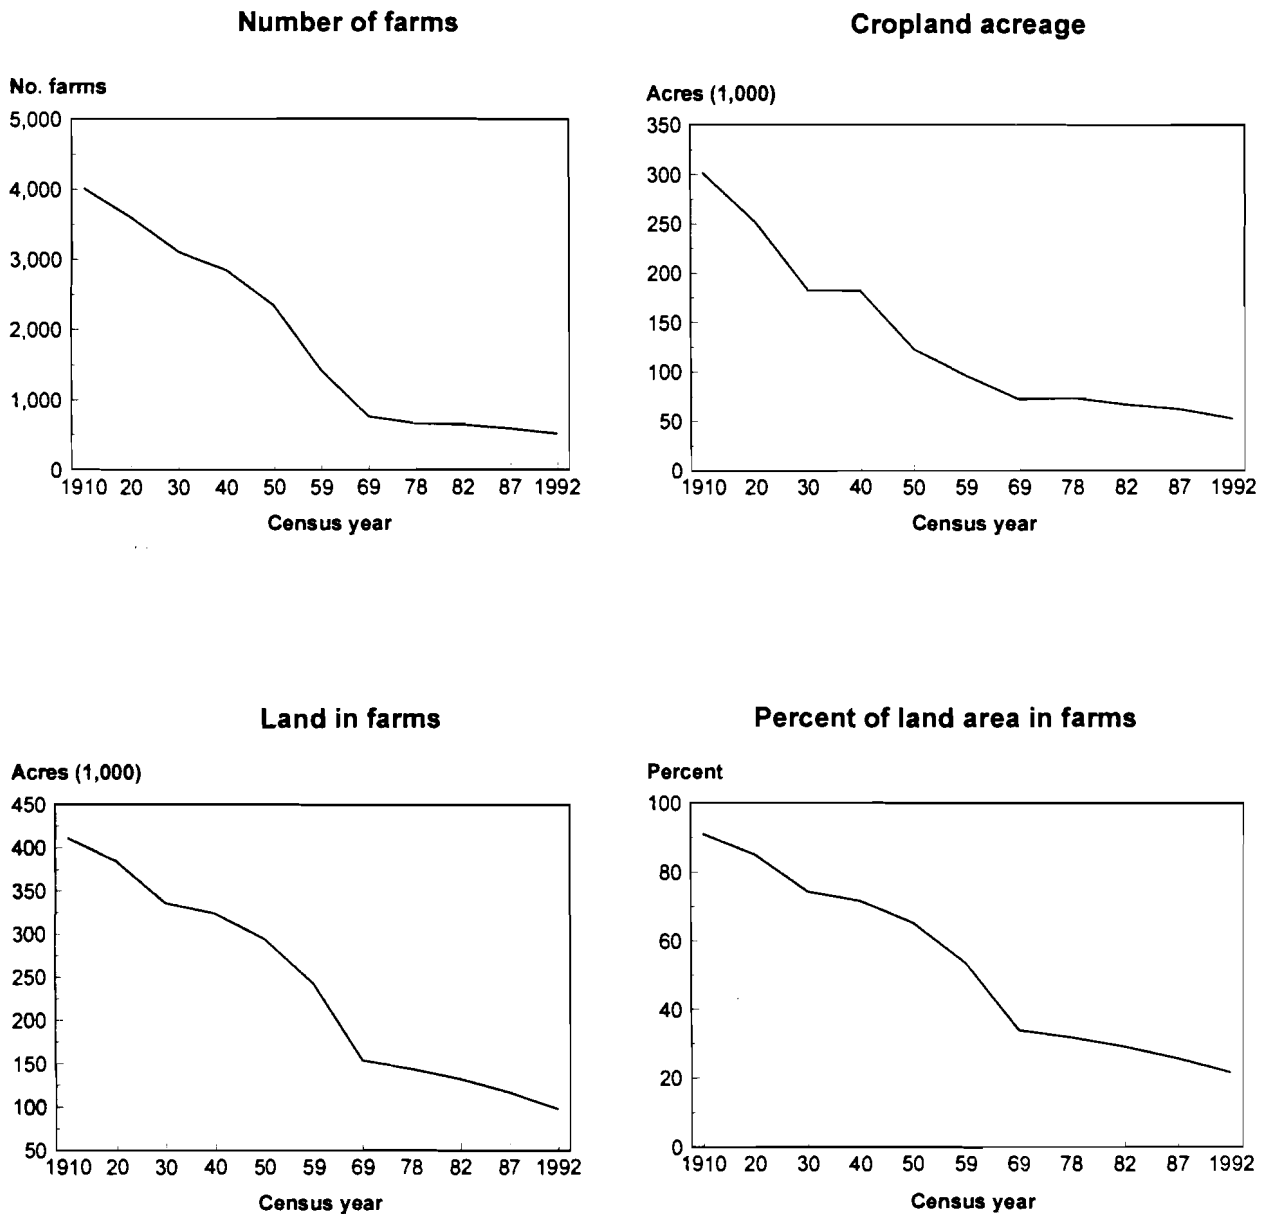 Number of farms
No. farms
5,000
4,000
3,000
2,000
1,000
0
1910 20 30 40 50 59 69 78 82 87 1992
Census year
Cropland acreage
Acres (1,000)
350
300
250
200
150
100
50
0
1910 20 30 40 50 59 69 78 82 87 1992
Census year
Land in farms
Acres (1,000)
450
400
350
300
250
200
150
100
50
1910 20 30 40 50 59 69 78 82 87 1992
Census year
Percent of land area in farms
Percent
100
80
60
40
20
0
1910 20 30 40 50 59 69 78 82 87 1992
Census year